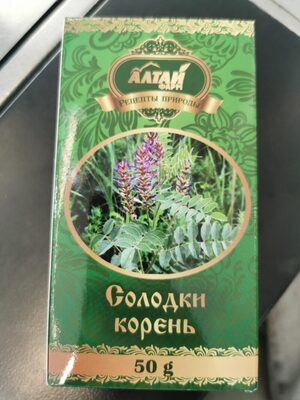 АЛТАЙ
ФАРМ
РЕЦЕПТЫ ПРИРОДЫ
Солодки
корень
50 g